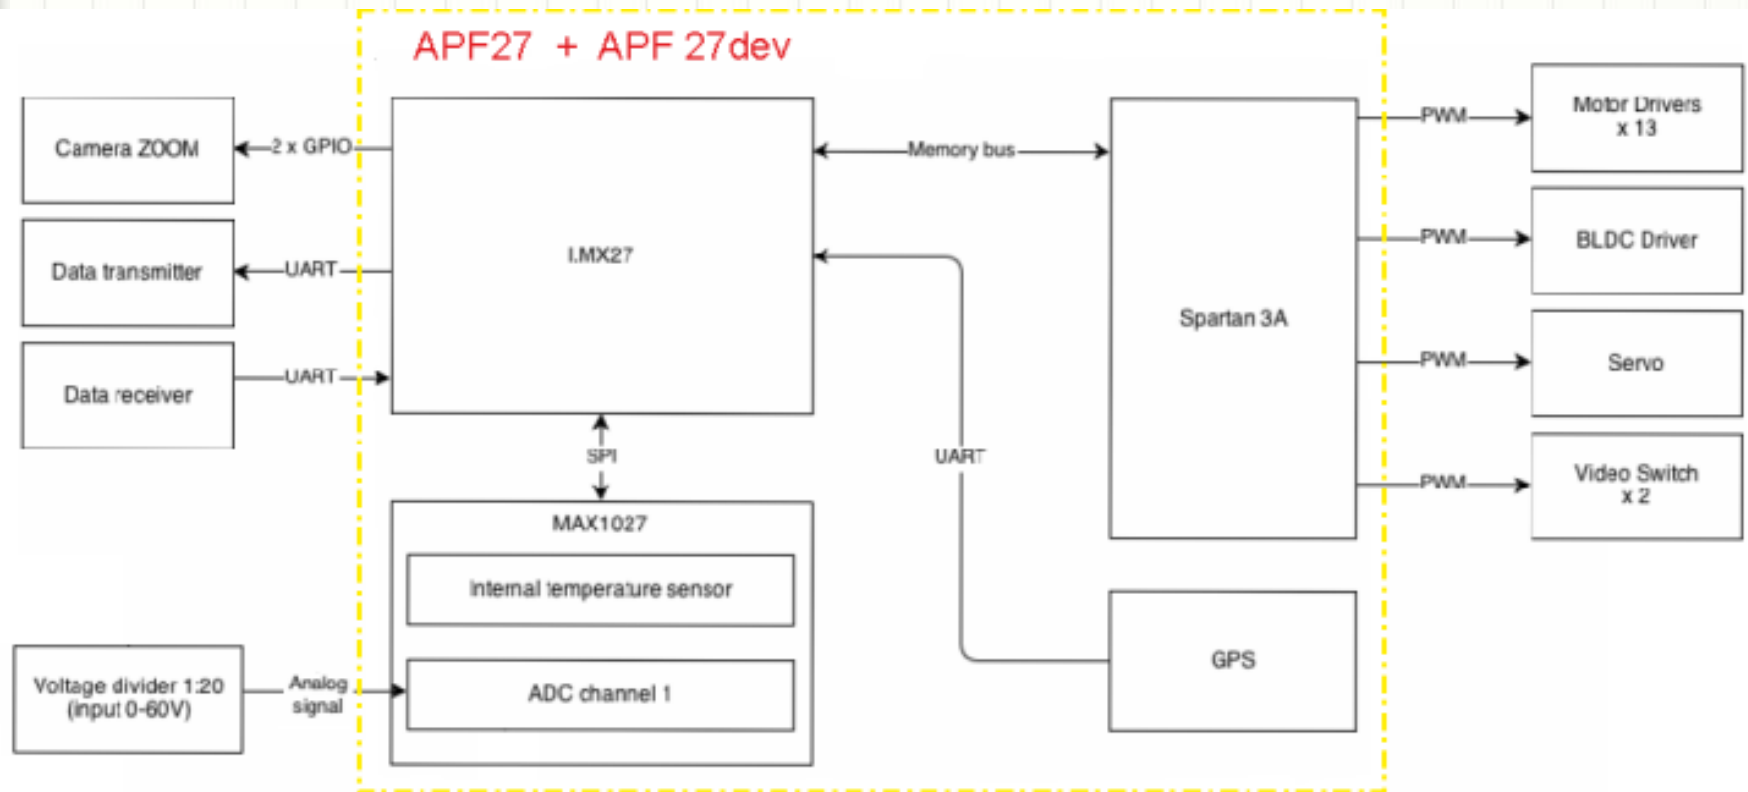 APF27 + APF 27dev
Camera ZOOM
2 x GPIO
Data transmitter
UART
Data receiver
UART
I.MX27
Memory bus
SPI
UART
MAX1027
Internal temperature sensor
ADC channel 1
Voltage divider 1:20
(input 0-60V)
Analog
signal
Spartan 3A
GPS
PWM
Motor Drivers
x 13
PWM
BLDC Driver
PWM
Servo
PWM
Video Switch
x 2